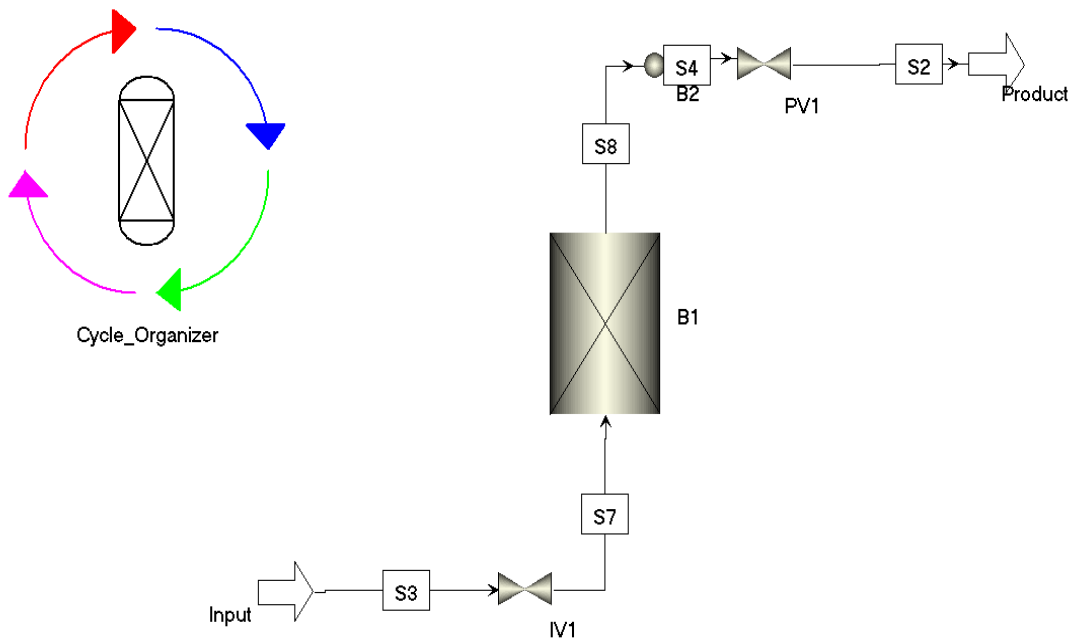 S4
B2
S2
Product
PV1
S8
B1
Cycle_Organizer
S7
S3
Input
IV1